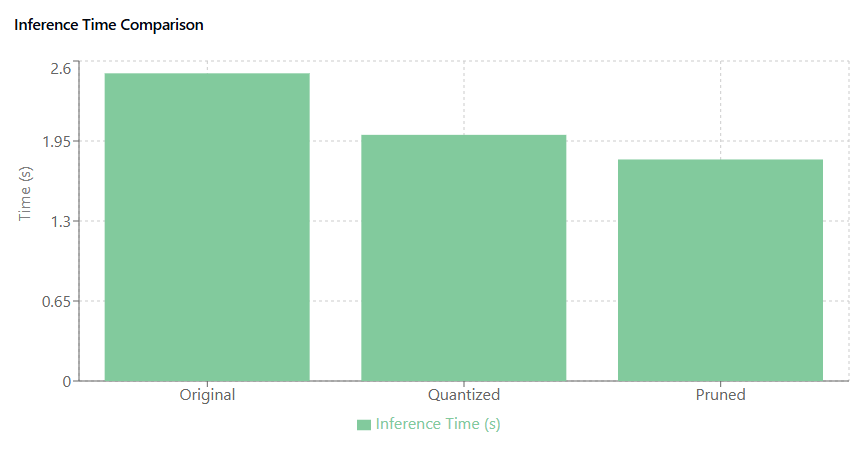 Inference Time Comparison
2.6
1.95
1.3
0.65
0
Time (s)
Original Quantized Pruned
Inference Time (s)